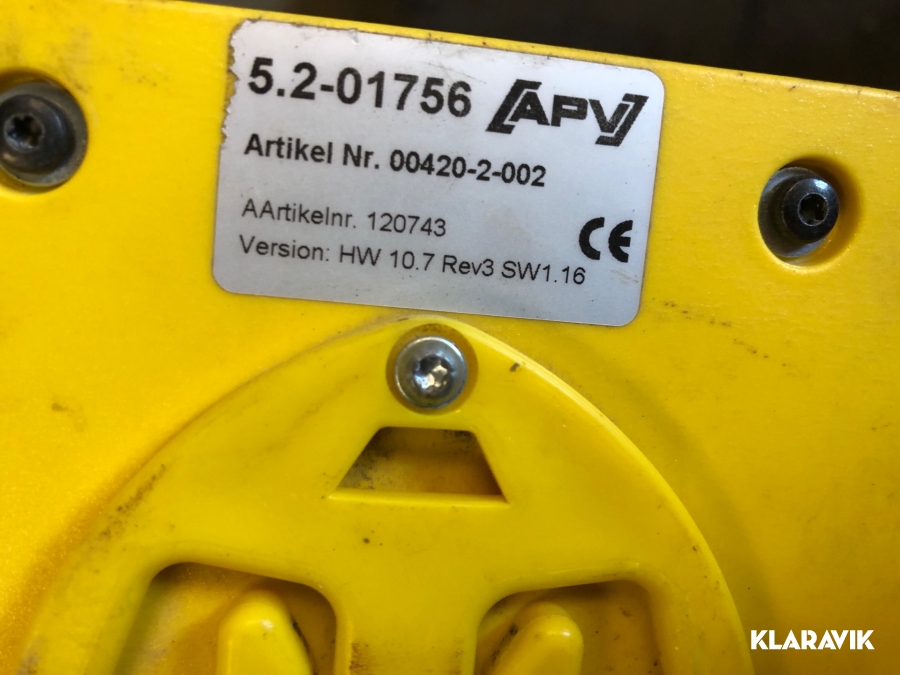 5.2-01756 APV
Artikel Nr. 00420-2-002
AArtikelnr. 120743
Version: HW 10.7 Rev3 SW1.16
CE
KLARAVIK